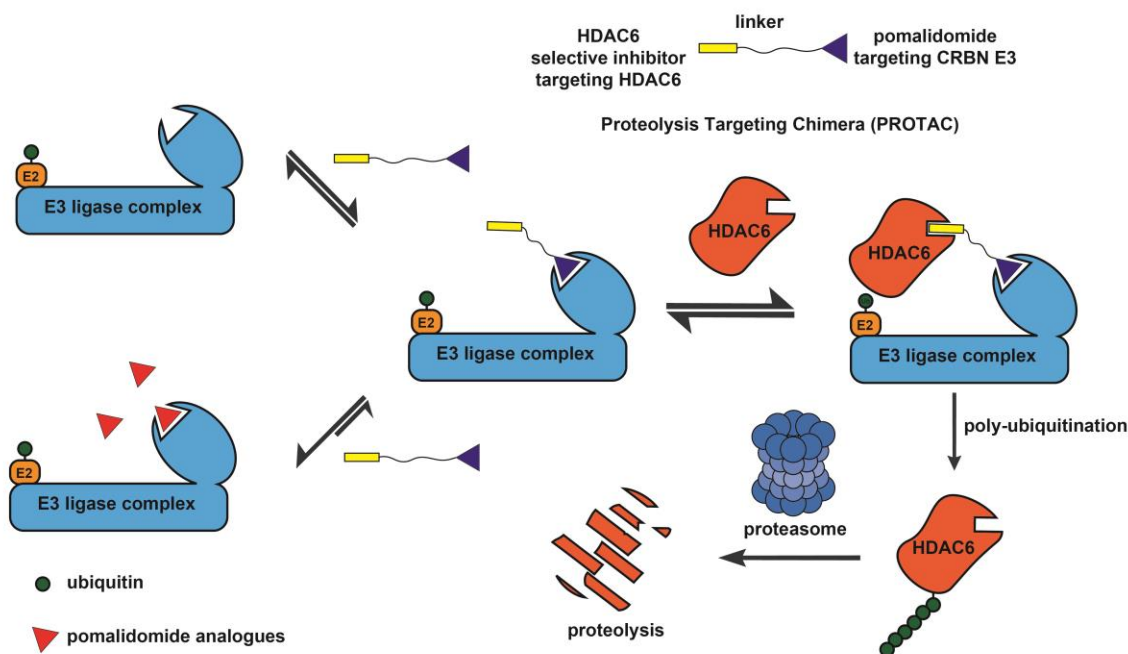 HDAC6
selective inhibitor
targeting HDAC6
linker
pomalidomide
targeting CRBN E3
Proteolysis Targeting Chimera (PROTAC)
E2
E3 ligase complex
HDAC6
E2
E3 ligase complex
HDAC6
E2
E3 ligase complex
poly-ubiquitination
E2
E3 ligase complex
proteasome
HDAC6
proteolysis
ubiquitin
pomalidomide analogues